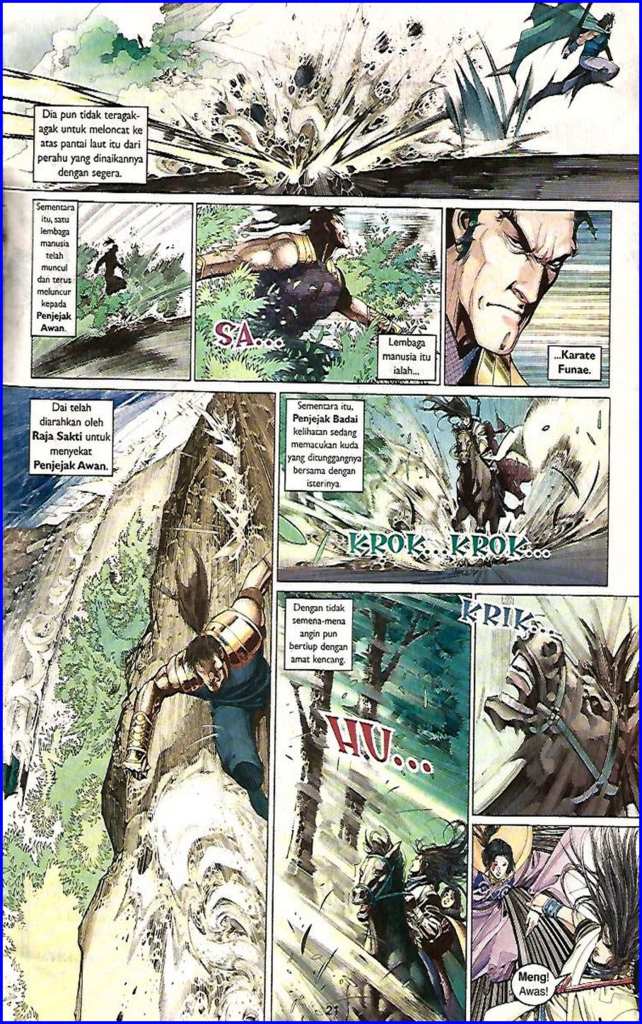 Dia pun tidak teragak-
agak untuk meloncat ke
atas pantai laut itu dari
perahu yang dinaikannya
dengan segera.
Sementara
itu, satu
lembaga
manusia
telah
muncul
dan terus
meluncur
kepada
Penjejak
Awan.
SA...
Lembaga
manusia itu
ialah...
...Karate
Funae.
Dai telah
diarahkan oleh
Raja Sakti untuk
menyekat
Penjejak Awan.
Sementara itu,
Penjejak Badai
kelihatan sedang
memacukan kuda
yang ditunggangnya
bersama dengan
isterinya.
KROK...KROK...
Dengan tidak
semena-mena
angin pun
bertiup dengan
amat kencang.
HU...
KRIK...
Meng!
Awas!
21